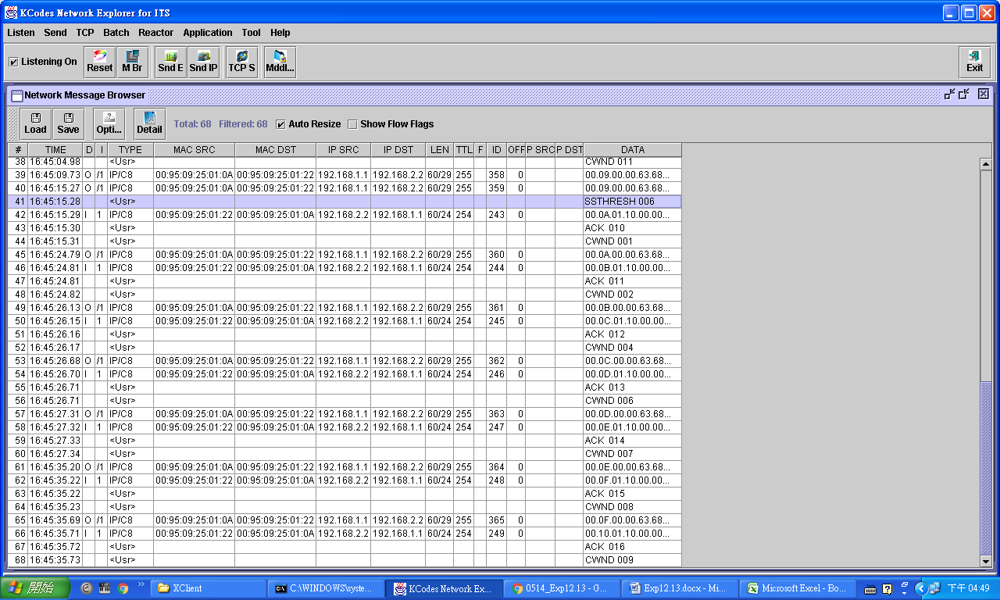 KCodes Network Explorer for ITS
Listen Send TCP Batch Reactor Application Tool Help
Listening On Reset M Br Snd E Snd IP TCP S Mddl... Exit
Network Message Browser
Load Save Opti... Detail Total: 68 Filtered: 68 Auto Resize Show Flow Flags
# TIME D I TYPE MAC SRC MAC DST IP SRC IP DST LEN TTL F ID OFF P SRC P DST DATA
38 16:45:04.98 <Usr> CWND 011
39 16:45:09.73 O /1 IP/C8 00:95:09:25:01:0A 00:95:09:25:01:22 192.168.1.1 192.168.2.2 60/29 255 358 0 00.09.00.00.63.68...
40 16:45:15.27 O /1 IP/C8 00:95:09:25:01:0A 00:95:09:25:01:22 192.168.1.1 192.168.2.2 60/29 255 359 0 00.09.00.00.63.68...
41 16:45:15.28 <Usr> SSTHRESH 006
42 16:45:15.29 I 1 IP/C8 00:95:09:25:01:22 00:95:09:25:01:0A 192.168.2.2 192.168.1.1 60/24 254 243 0 00.0A.01.10.00.00...
43 16:45:15.30 <Usr> ACK 010
44 16:45:15.31 <Usr> CWND 001
45 16:45:24.79 O /1 IP/C8 00:95:09:25:01:0A 00:95:09:25:01:22 192.168.1.1 192.168.2.2 60/29 255 360 0 00.0A.00.00.63.68...
46 16:45:24.81 I 1 IP/C8 00:95:09:25:01:22 00:95:09:25:01:0A 192.168.2.2 192.168.1.1 60/24 254 244 0 00.0B.01.10.00.00...
47 16:45:24.81 <Usr> ACK 011
48 16:45:24.82 <Usr> CWND 002
49 16:45:26.13 O /1 IP/C8 00:95:09:25:01:0A 00:95:09:25:01:22 192.168.1.1 192.168.2.2 60/29 255 361 0 00.0B.00.00.63.68...
50 16:45:26.15 I 1 IP/C8 00:95:09:25:01:22 00:95:09:25:01:0A 192.168.2.2 192.168.1.1 60/24 254 245 0 00.0C.01.10.00.00...
51 16:45:26.16 <Usr> ACK 012
52 16:45:26.17 <Usr> CWND 004
53 16:45:26.68 O /1 IP/C8 00:95:09:25:01:0A 00:95:09:25:01:22 192.168.1.1 192.168.2.2 60/29 255 362 0 00.0C.00.00.63.68...
54 16:45:26.70 I 1 IP/C8 00:95:09:25:01:22 00:95:09:25:01:0A 192.168.2.2 192.168.1.1 60/24 254 246 0 00.0D.01.10.00.00...
55 16:45:26.71 <Usr> ACK 013
56 16:45:26.71 <Usr> CWND 006
57 16:45:27.31 O /1 IP/C8 00:95:09:25:01:0A 00:95:09:25:01:22 192.168.1.1 192.168.2.2 60/29 255 363 0 00.0D.00.00.63.68...
58 16:45:27.32 I 1 IP/C8 00:95:09:25:01:22 00:95:09:25:01:0A 192.168.2.2 192.168.1.1 60/24 254 247 0 00.0E.01.10.00.00...
59 16:45:27.33 <Usr> ACK 014
60 16:45:27.34 <Usr> CWND 007
61 16:45:35.20 O /1 IP/C8 00:95:09:25:01:0A 00:95:09:25:01:22 192.168.1.1 192.168.2.2 60/29 255 364 0 00.0E.00.00.63.68...
62 16:45:35.22 I 1 IP/C8 00:95:09:25:01:22 00:95:09:25:01:0A 192.168.2.2 192.168.1.1 60/24 254 248 0 00.0F.01.10.00.00...
63 16:45:35.22 <Usr> ACK 015
64 16:45:35.23 <Usr> CWND 008
65 16:45:35.69 O /1 IP/C8 00:95:09:25:01:0A 00:95:09:25:01:22 192.168.1.1 192.168.2.2 60/29 255 365 0 00.0F.00.00.63.68...
66 16:45:35.71 I 1 IP/C8 00:95:09:25:01:22 00:95:09:25:01:0A 192.168.2.2 192.168.1.1 60/24 254 249 0 00.10.01.10.00.00...
67 16:45:35.72 <Usr> ACK 016
68 16:45:35.73 <Usr> CWND 009
開始 XClient C:\WINDOWS\syste... KCodes Network Ex... 0514_Exp12.13 - G... Exp12.13.docx - Mi... Microsoft Excel - Bo... 下午 04:49